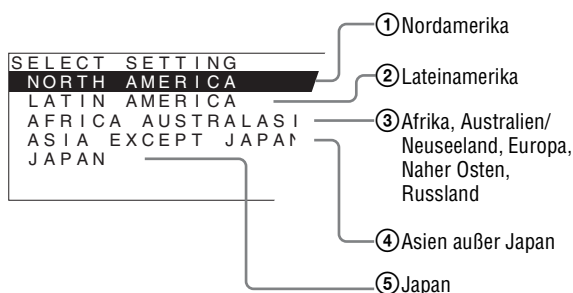 SELECT SETTING
NORTH AMERICA
LATIN AMERICA
AFRICA AUSTRALASI
ASIA EXCEPT JAPAN
JAPAN
①Nordamerika
②Lateinamerika
③Afrika, Australien/
Neuseeland, Europa,
Naher Osten,
Russland
④Asien außer Japan
⑤Japan